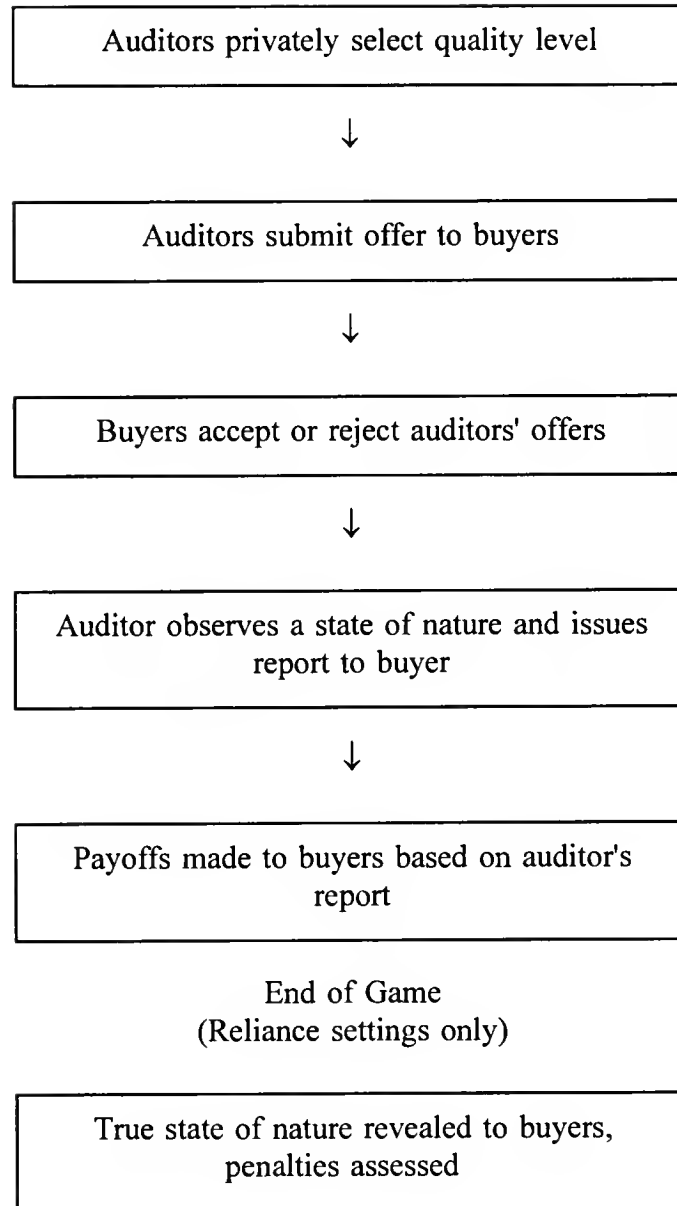 Auditors privately select quality level
↓
Auditors submit offer to buyers
↓
Buyers accept or reject auditors' offers
↓
Auditor observes a state of nature and issues
report to buyer
↓
Payoffs made to buyers based on auditor's
report
End of Game
(Reliance settings only)
True state of nature revealed to buyers,
penalties assessed